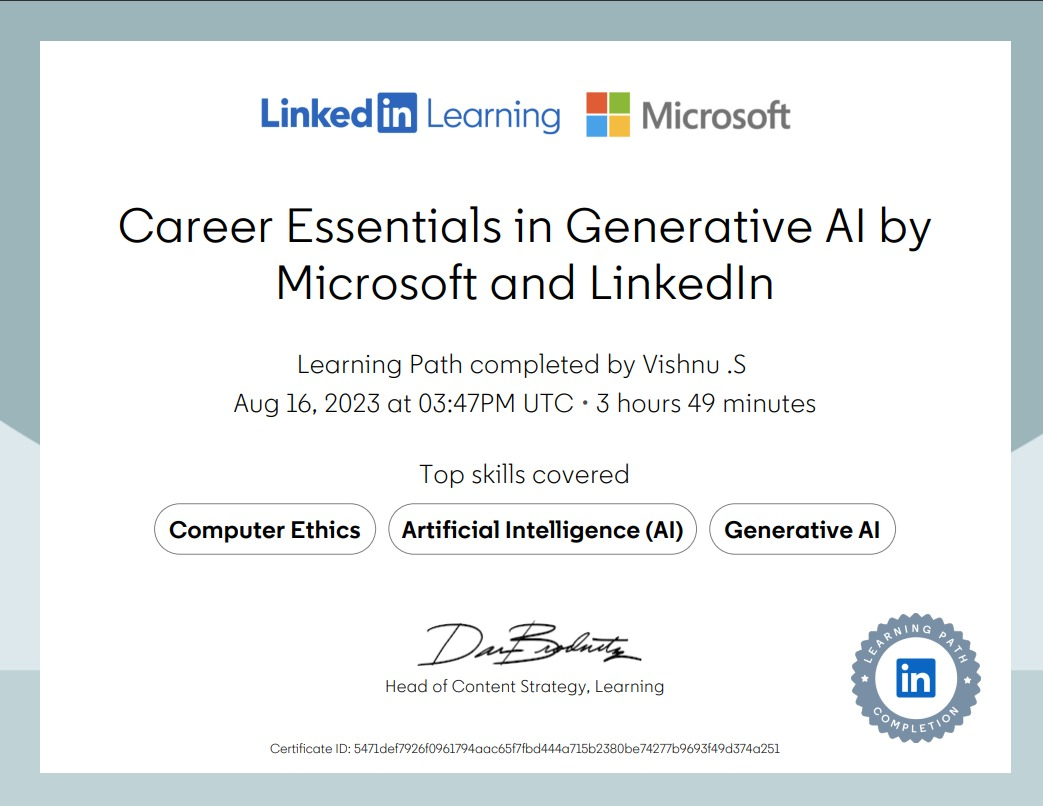 Linked in Learning Microsoft
Career Essentials in Generative AI by
Microsoft and LinkedIn
Learning Path completed by Vishnu .S
Aug 16, 2023 at 03:47PM UTC • 3 hours 49 minutes
Top skills covered
Computer Ethics Artificial Intelligence (AI) Generative AI
Dan Brodnitz
Head of Content Strategy, Learning
LEARNING PATH
in
COMPLETION
Certificate ID: 5471def7926f0961794aac65f7fbd444a715b2380be74277b9693f49d374a251